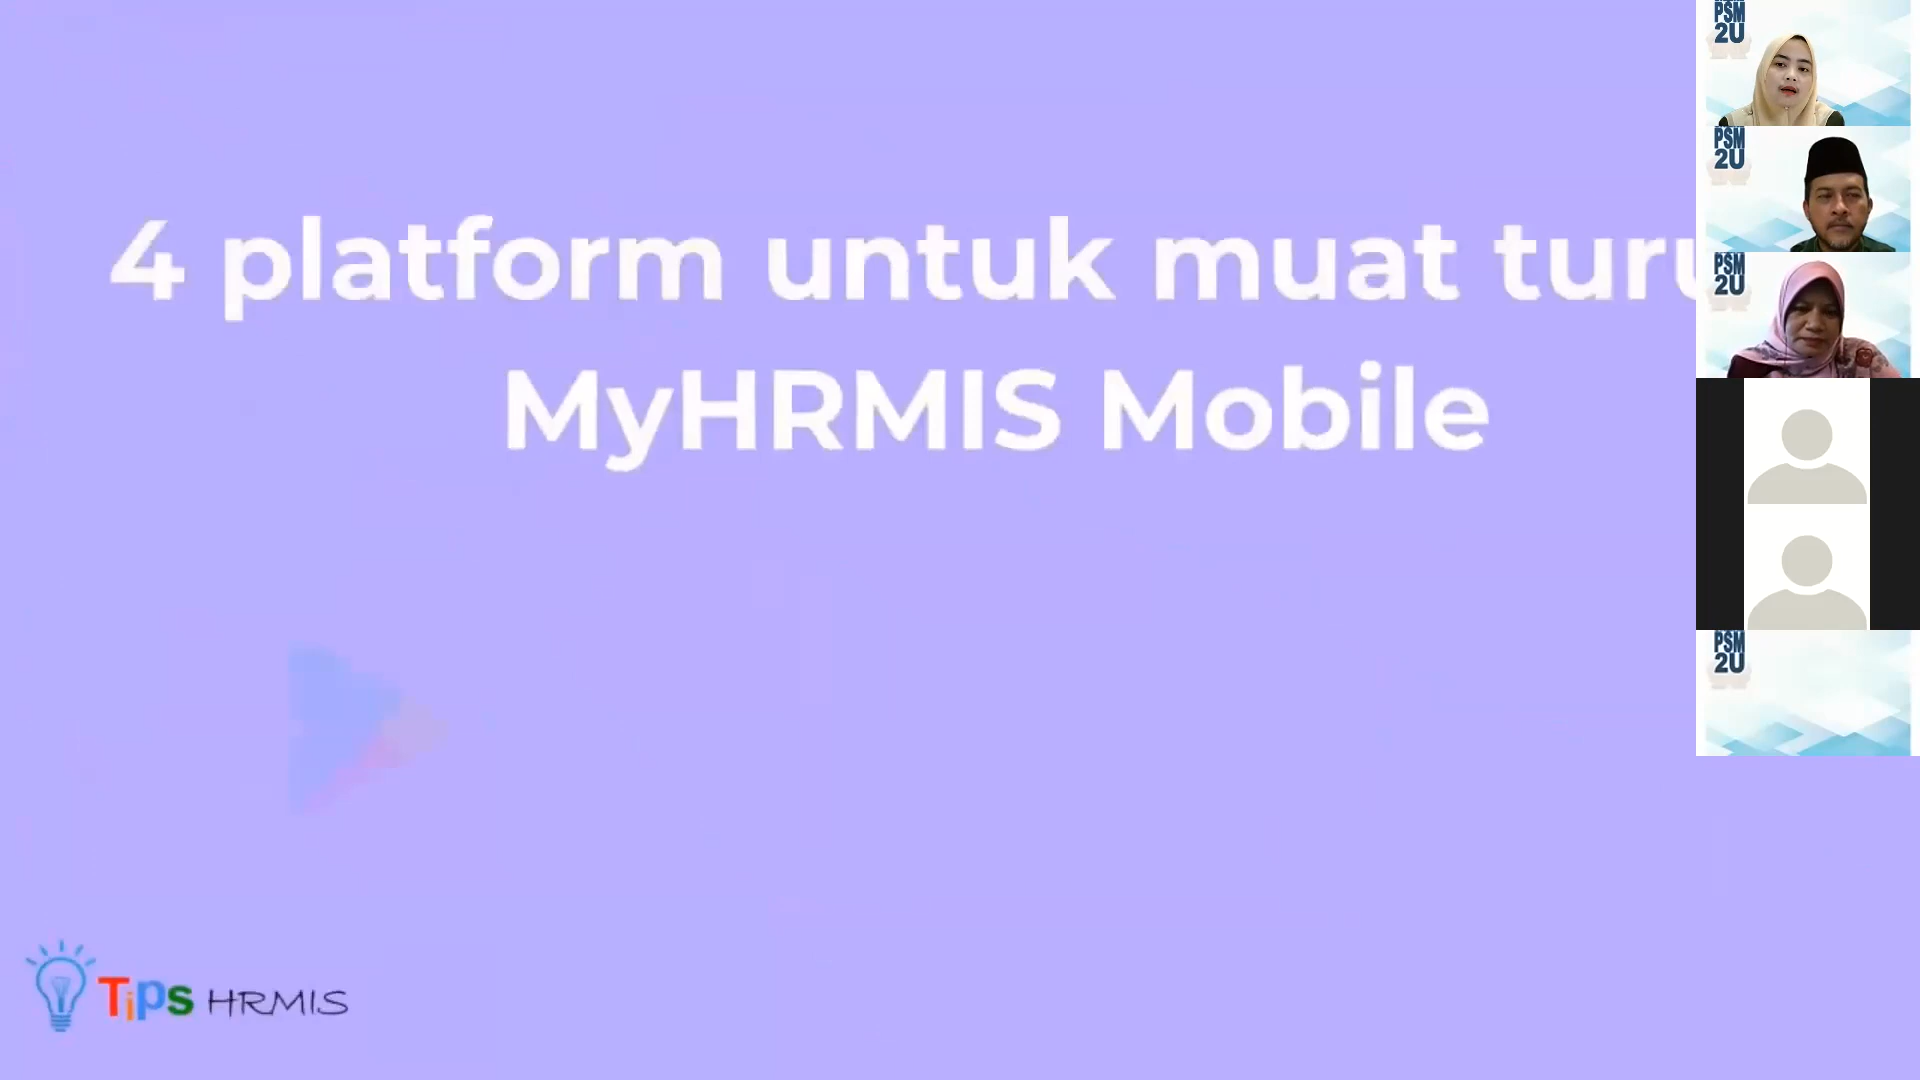 4 platform untuk muat turu
MyHRMIS Mobile
Tips HRMIS
PSM
2U
PSM
2U
PSM
2U
PSM
2U